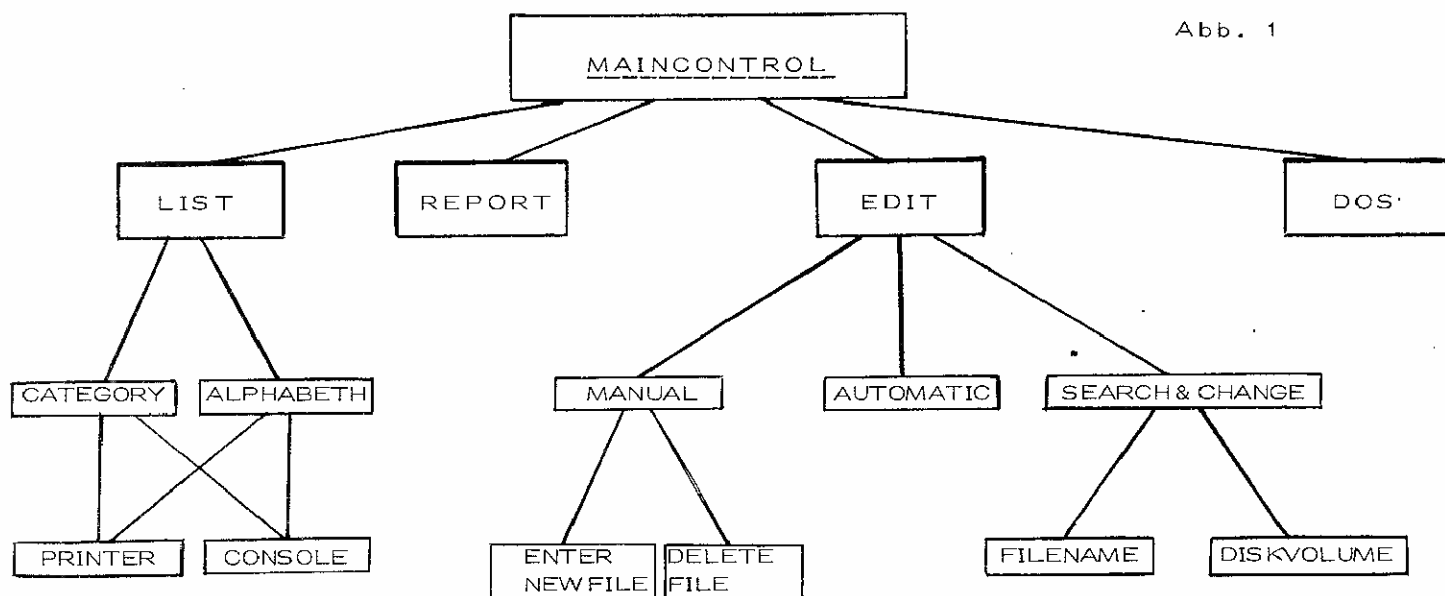 Abb. 1
MAINCONTROL
LIST
REPORT
EDIT
DOS
CATEGORY
ALPHABETH
MANUAL
AUTOMATIC
SEARCH & CHANGE
PRINTER
CONSOLE
ENTER
NEW FILE
DELETE
FILE
FILENAME
DISKVOLUME